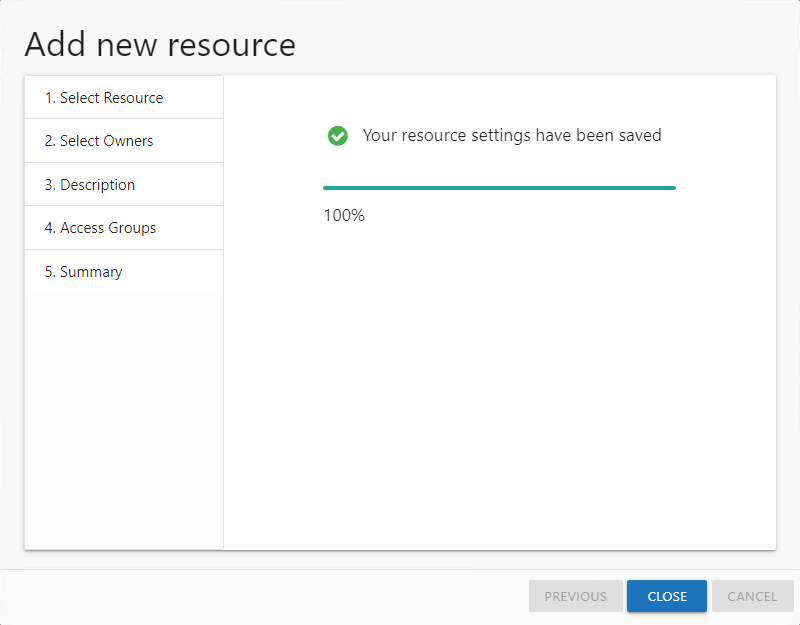 Add new resource
1. Select Resource
2. Select Owners
3. Description
4. Access Groups
5. Summary
Your resource settings have been saved
100%
PREVIOUS
CLOSE
CANCEL